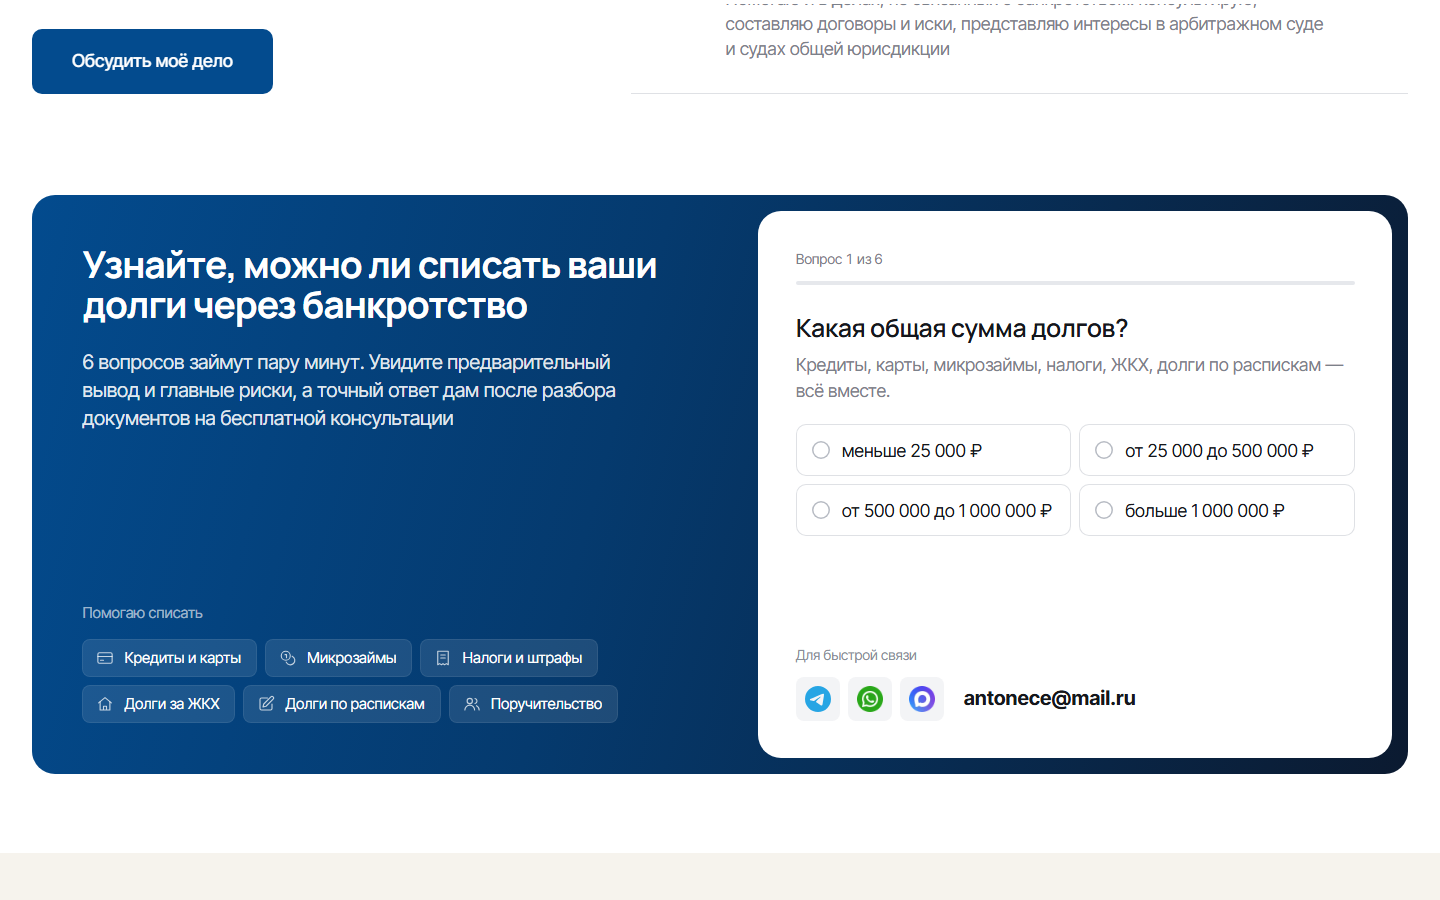 составляю договоры и иски, представляю интересы в арбитражном суде
и судах общей юрисдикции
Обсудить моё дело
Узнайте, можно ли списать ваши
долги через банкротство
6 вопросов займут пару минут. Увидите предварительный
вывод и главные риски, а точный ответ дам после разбора
документов на бесплатной консультации
Помогаю списать
Кредиты и карты
Микрозаймы
Налоги и штрафы
Долги за ЖКХ
Долги по распискам
Поручительство
Вопрос 1 из 6
Какая общая сумма долгов?
Кредиты, карты, микрозаймы, налоги, ЖКХ, долги по распискам —
всё вместе.
меньше 25 000 ₽
от 25 000 до 500 000 ₽
от 500 000 до 1 000 000 ₽
больше 1 000 000 ₽
Для быстрой связи
antonece@mail.ru